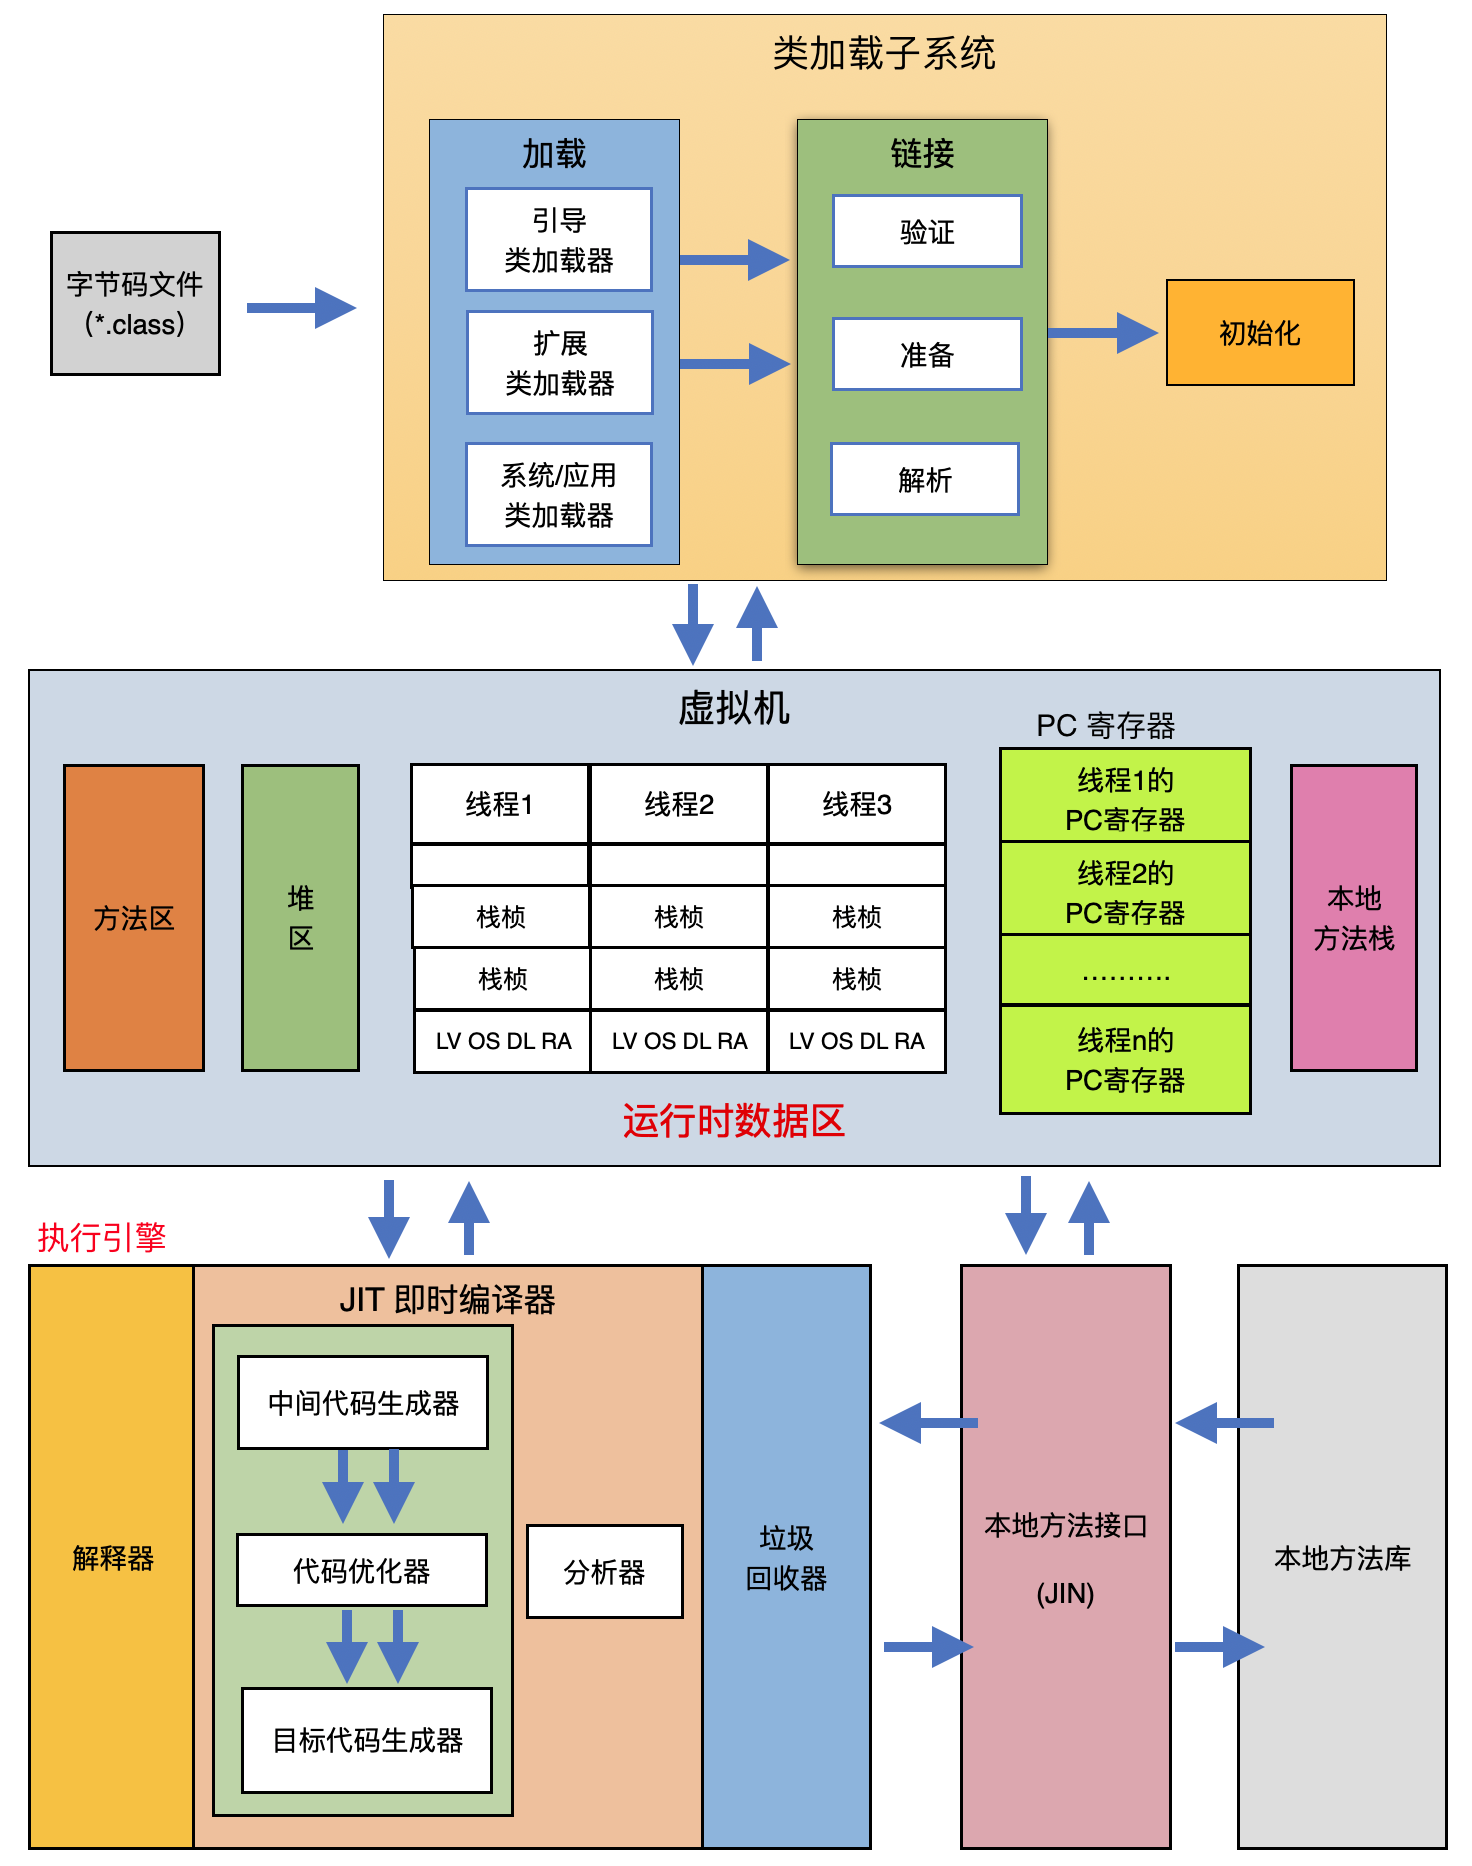 类加载子系统
加载
引导
类加载器
扩展
类加载器
系统/应用
类加载器
链接
验证
准备
解析
初始化
字节码文件
(*.class)
虚拟机
方法区
堆
区
线程1
线程2
线程3
栈桢
栈桢
栈桢
栈桢
栈桢
栈桢
LV OS DL RA
LV OS DL RA
LV OS DL RA
PC 寄存器
线程1的
PC寄存器
线程2的
PC寄存器
..........
线程n的
PC寄存器
本地
方法栈
运行时数据区
执行引擎
解释器
JIT 即时编译器
中间代码生成器
代码优化器
目标代码生成器
分析器
垃圾
回收器
本地方法接口
(JIN)
本地方法库